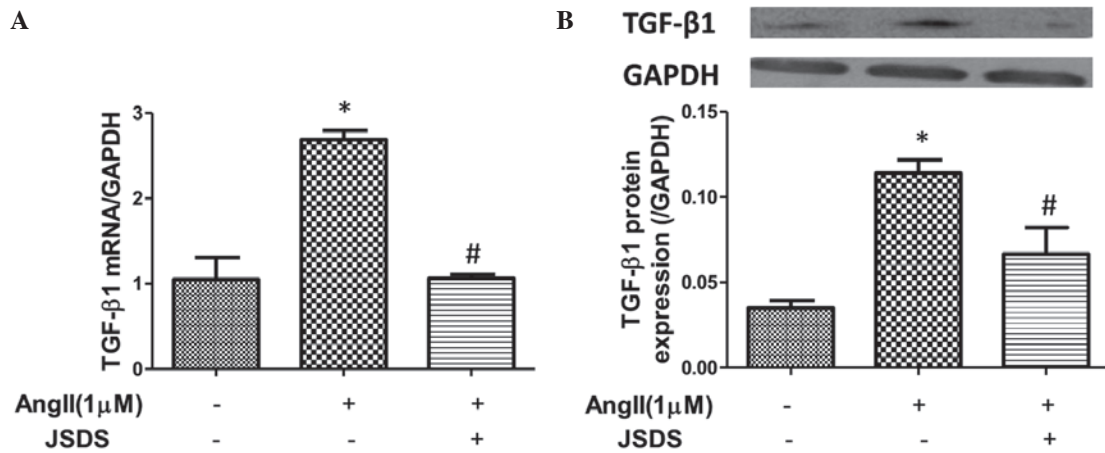 A
3
2
1
0
TGF-β1 mRNA/GAPDH
*
#
AngII(1μM) - + +
JSDS - - +
B
TGF-β1
GAPDH
0.15
0.10
0.05
0.00
TGF-β1 protein
expression (/GAPDH)
*
#
AngII(1μM) - + +
JSDS - - +